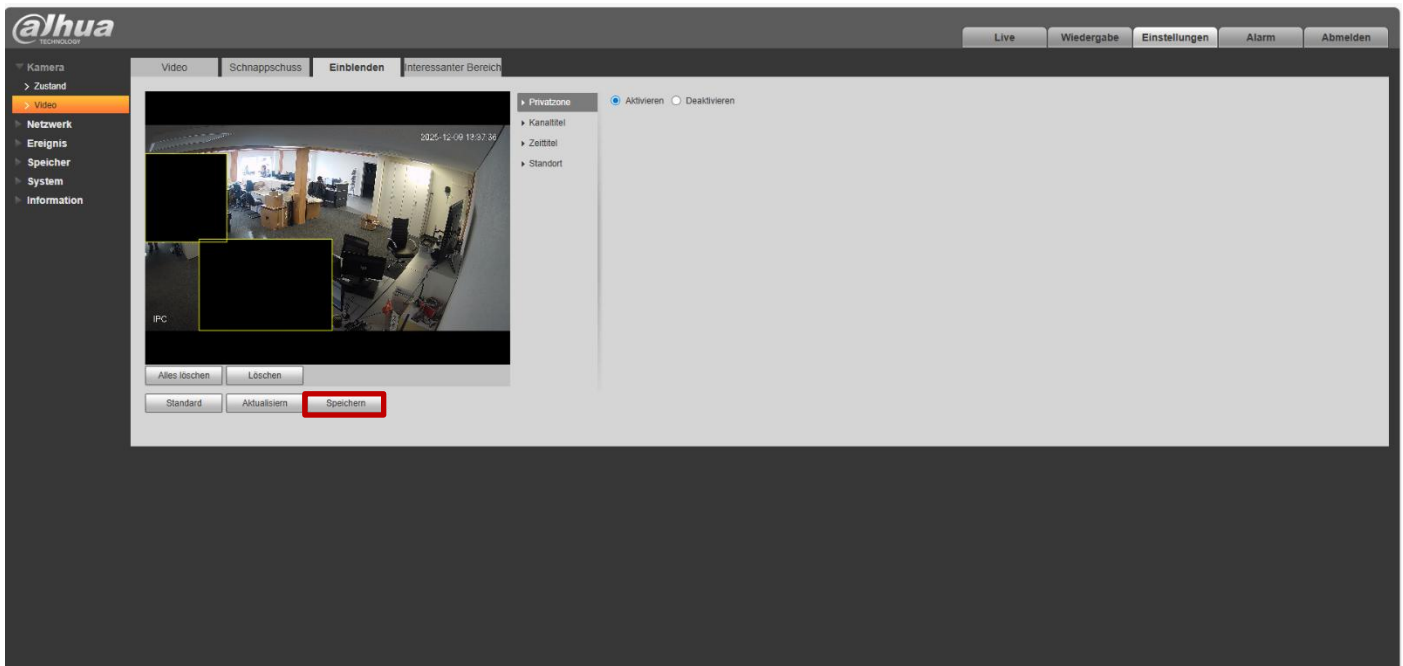 alhua
TECHNOLOGY
Live Wiedergabe Einstellungen Alarm Abmelden
Kamera
Zustand
Video
Netzwerk
Ereignis
Speicher
System
Information
Video Schnappschuss Einblenden Interessanter Bereich
2025-12-09 13:37:36
IPC
Privatzone
Kanaltitel
Zeittitel
Standort
Aktivieren Deaktivieren
Alles löschen Löschen
Standard Aktualisiern Speichern